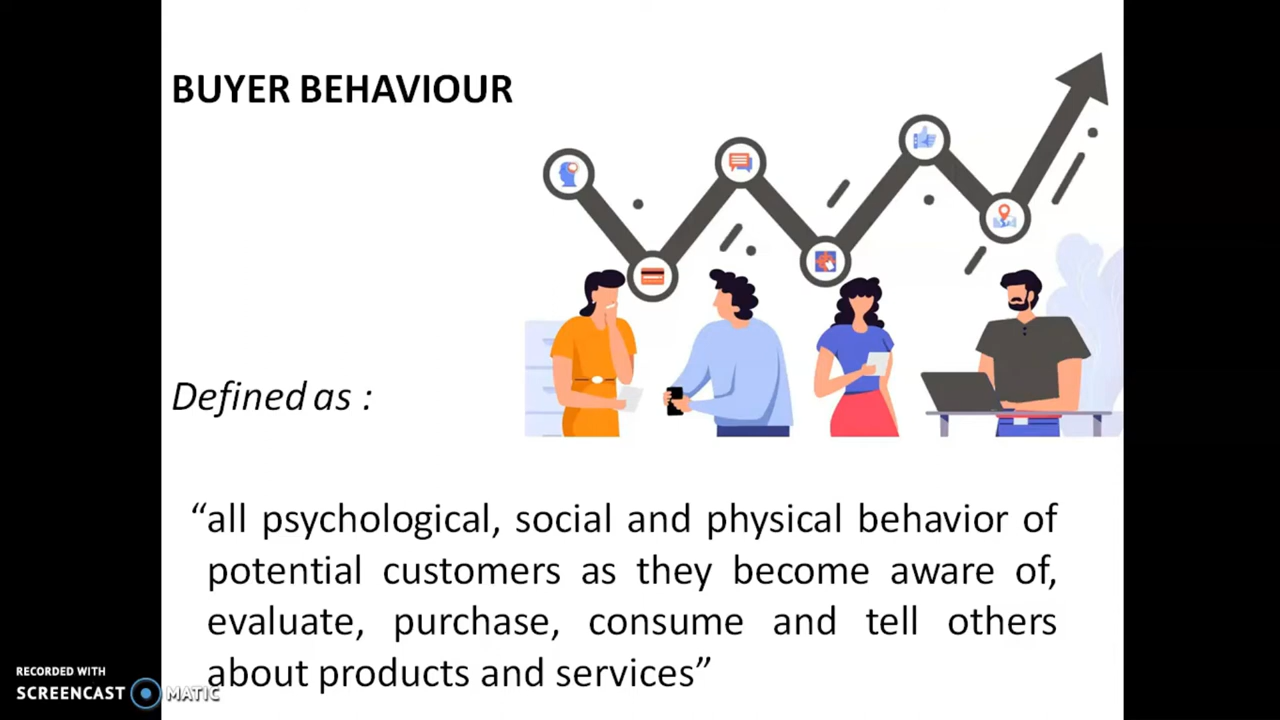 BUYER BEHAVIOUR
Defined as :
“all psychological, social and physical behavior of
potential customers as they become aware of,
evaluate, purchase, consume and tell others
about products and services”
RECORDED WITH
SCREENCAST MATIC